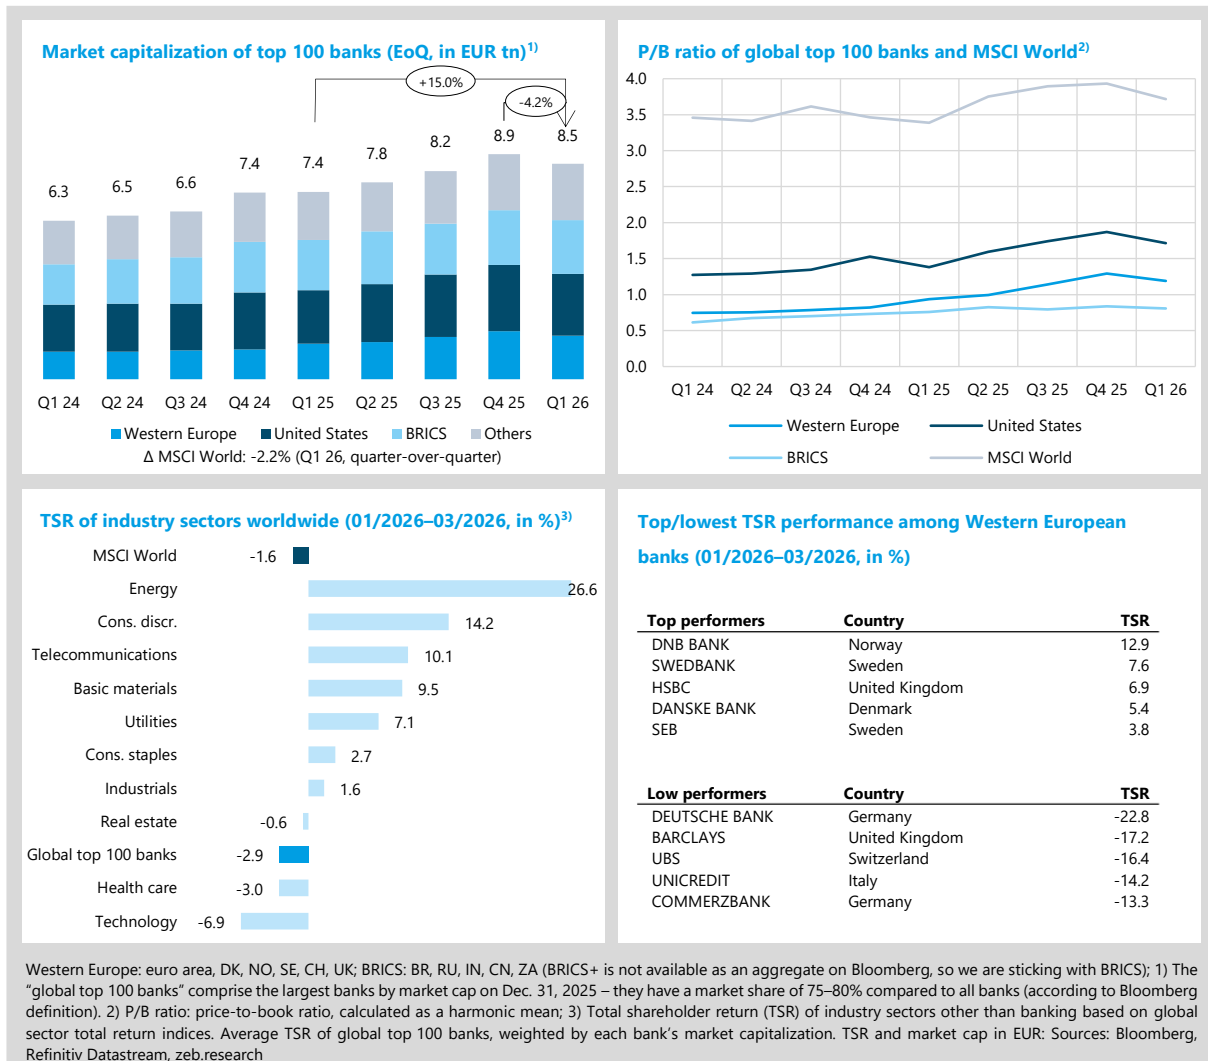 Market capitalization of top 100 banks (EoQ, in EUR tn)1)
+15.0%
-4.2%
6.3
6.5
6.6
7.4
7.4
7.8
8.2
8.9
8.5
Q1 24 Q2 24 Q3 24 Q4 24 Q1 25 Q2 25 Q3 25 Q4 25 Q1 26
Western Europe United States BRICS Others
Δ MSCI World: -2.2% (Q1 26, quarter-over-quarter)
P/B ratio of global top 100 banks and MSCI World2)
4.0
3.5
3.0
2.5
2.0
1.5
1.0
0.5
0.0
Q1 24 Q2 24 Q3 24 Q4 24 Q1 25 Q2 25 Q3 25 Q4 25 Q1 26
Western Europe United States
BRICS MSCI World
TSR of industry sectors worldwide (01/2026–03/2026, in %)3)
MSCI World -1.6
Energy 26.6
Cons. discr. 14.2
Telecommunications 10.1
Basic materials 9.5
Utilities 7.1
Cons. staples 2.7
Industrials 1.6
Real estate -0.6
Global top 100 banks -2.9
Health care -3.0
Technology -6.9
Top/lowest TSR performance among Western European
banks (01/2026–03/2026, in %)
Top performers Country TSR
DNB BANK Norway 12.9
SWEDBANK Sweden 7.6
HSBC United Kingdom 6.9
DANSKE BANK Denmark 5.4
SEB Sweden 3.8
Low performers Country TSR
DEUTSCHE BANK Germany -22.8
BARCLAYS United Kingdom -17.2
UBS Switzerland -16.4
UNICREDIT Italy -14.2
COMMERZBANK Germany -13.3
Western Europe: euro area, DK, NO, SE, CH, UK; BRICS: BR, RU, IN, CN, ZA (BRICS+ is not available as an aggregate on Bloomberg, so we are sticking with BRICS); 1) The
“global top 100 banks” comprise the largest banks by market cap on Dec. 31, 2025 – they have a market share of 75–80% compared to all banks (according to Bloomberg
definition). 2) P/B ratio: price-to-book ratio, calculated as a harmonic mean; 3) Total shareholder return (TSR) of industry sectors other than banking based on global
sector total return indices. Average TSR of global top 100 banks, weighted by each bank’s market capitalization. TSR and market cap in EUR: Sources: Bloomberg,
Refinitiv Datastream, zeb.research